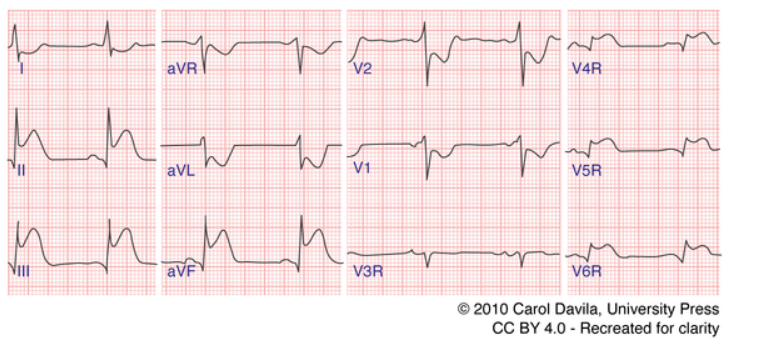 I
aVR
V2
V4R
II
aVL
V1
V5R
III
aVF
V3R
V6R
© 2010 Carol Davila, University Press
CC BY 4.0 - Recreated for clarity